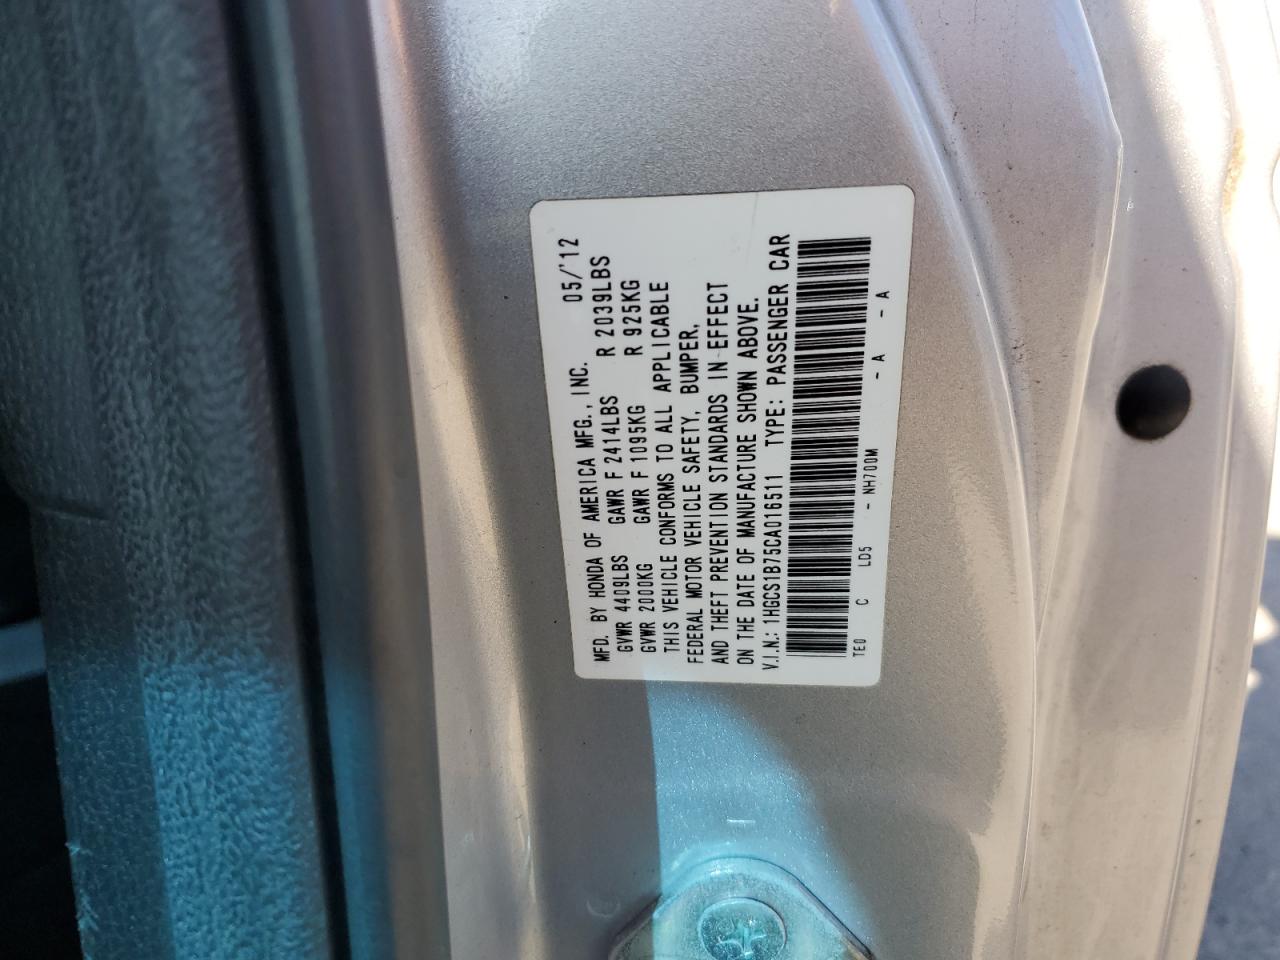 MFD. BY HONDA OF AMERICA MFG., INC. 05/'12
GVWR 4409LBS GAWR F 2414LBS R 2039LBS
GVWR 2000KG GAWR F 1095KG R 925KG
THIS VEHICLE CONFORMS TO ALL APPLICABLE
FEDERAL MOTOR VEHICLE SAFETY, BUMPER,
AND THEFT PREVENTION STANDARDS IN EFFECT
ON THE DATE OF MANUFACTURE SHOWN ABOVE.
V.I.N.: 1HGCS1B75CA016511 TYPE: PASSENGER CAR
TE0 C LD5 - NH700M - A - A